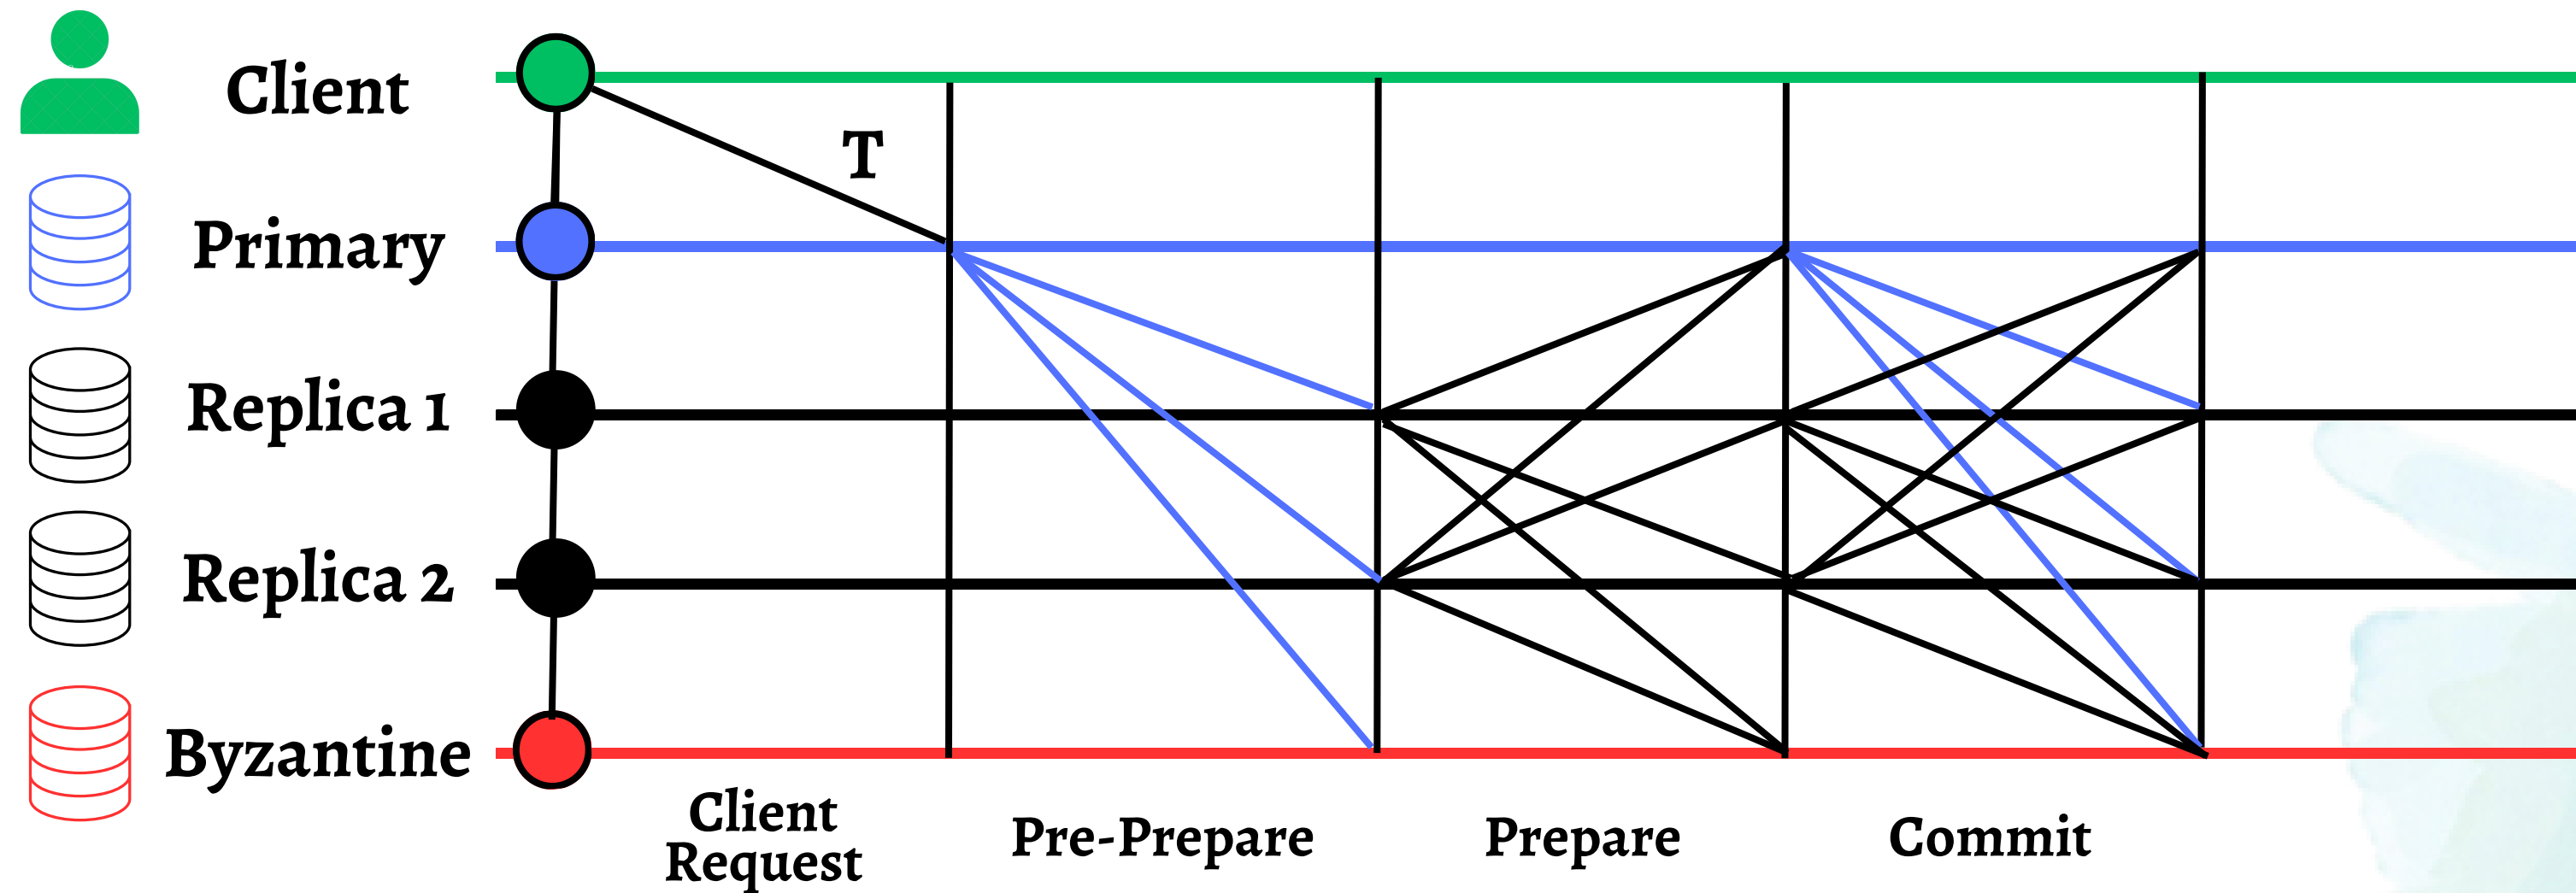 Client
T
Primary
Replica 1
Replica 2
Byzantine
Client
Request
Pre-Prepare
Prepare
Commit